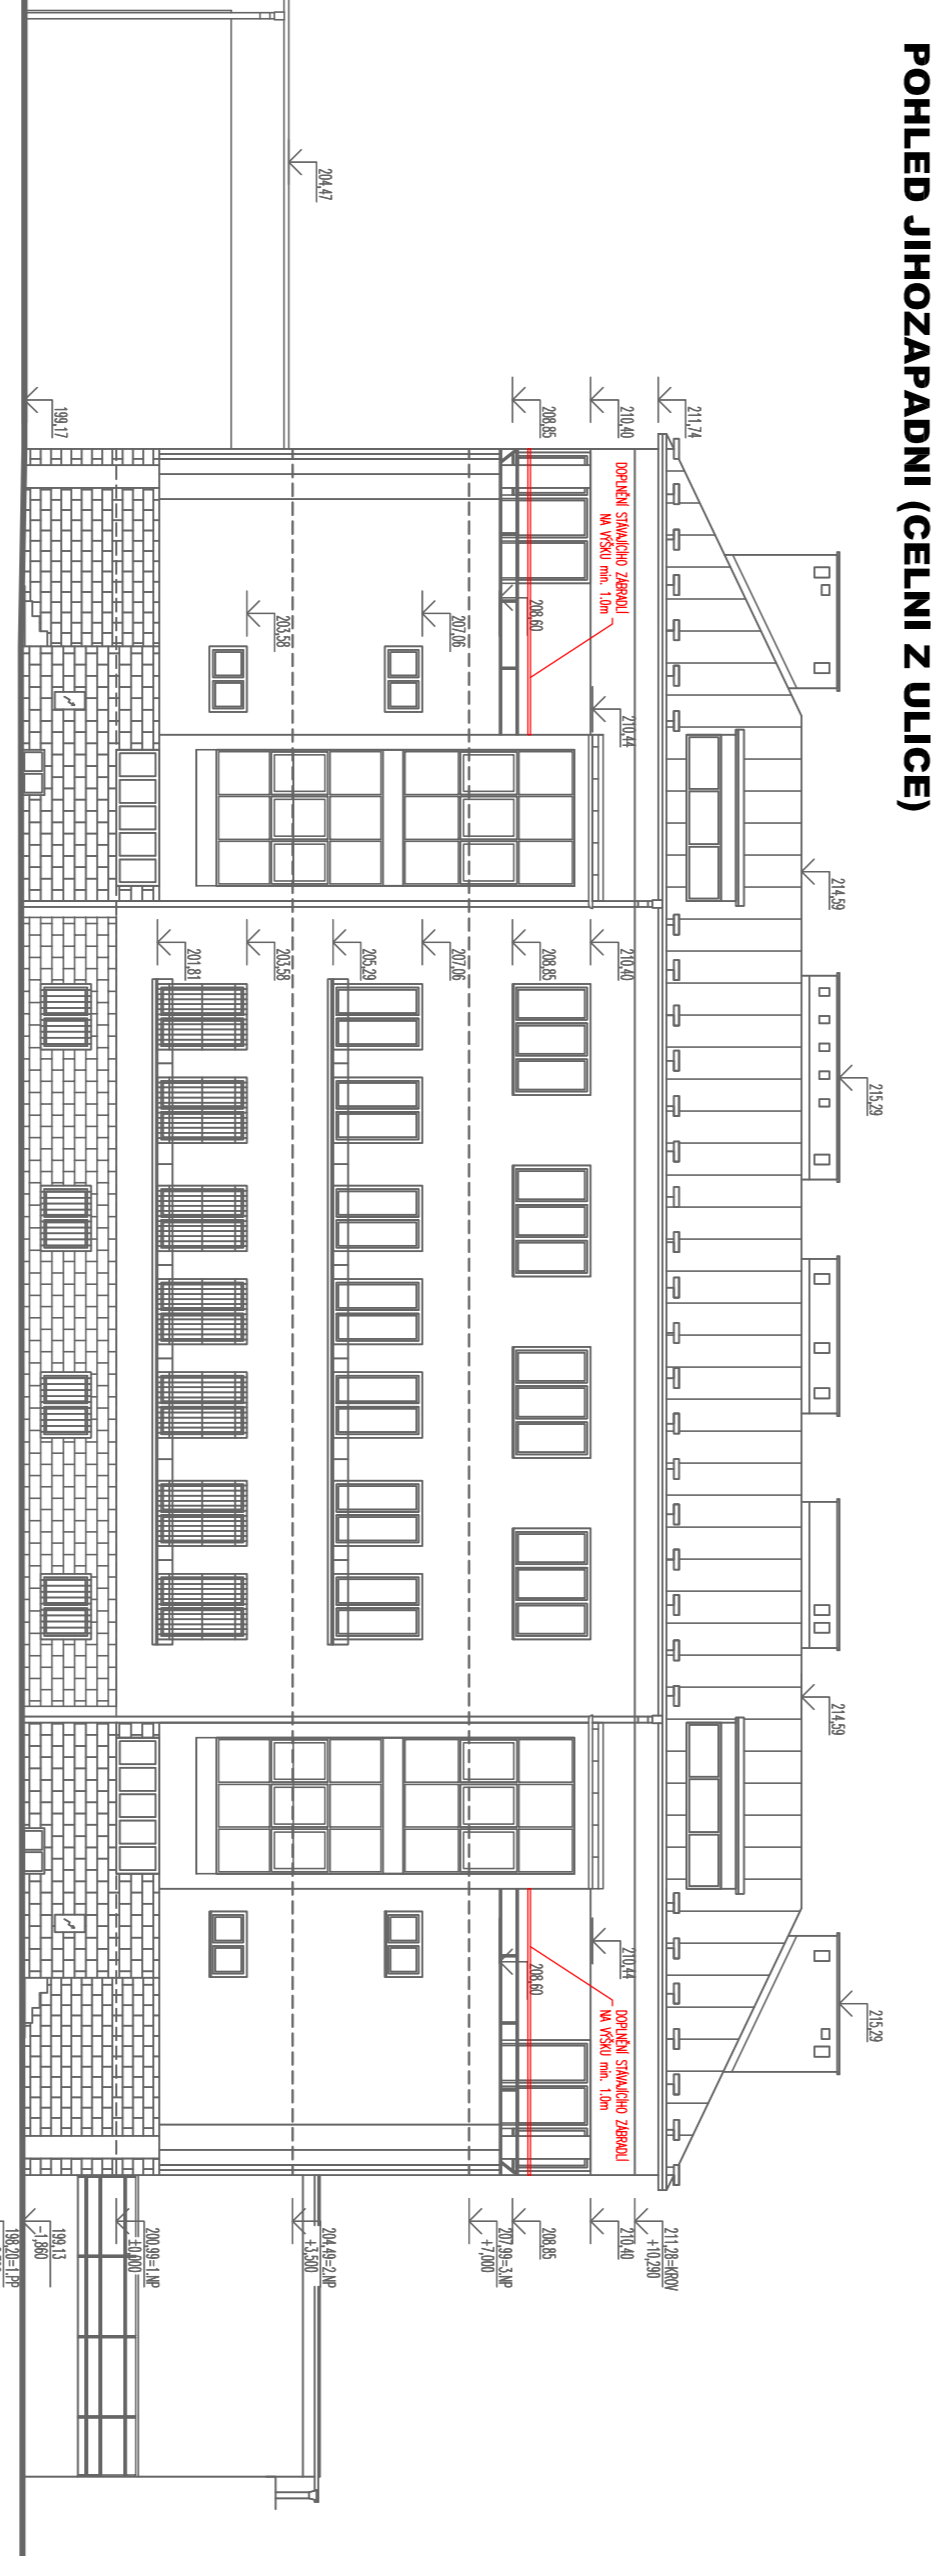 POHLED JIHOZAPADNI (CELNI Z ULICE)
215,29
215,29
214,59
214,59
211,74
210,40
208,85
DOPLNĚNÍ STÁVAJÍCÍHO ZÁBRADLÍ
NA VÝŠKU min. 1.0m
210,44
208,60
207,06
203,58
204,47
199,17
210,40
208,85
207,06
205,29
203,58
201,81
210,44
208,60
DOPLNĚNÍ STÁVAJÍCÍHO ZÁBRADLÍ
NA VÝŠKU min. 1.0m
211,28=KROV
+10,290
210,40
208,85
207,99=3.NP
+7,000
204,49=2.NP
+3,500
200,99=1.NP
±0,000
199,13
-1,860
198,20=1.PP